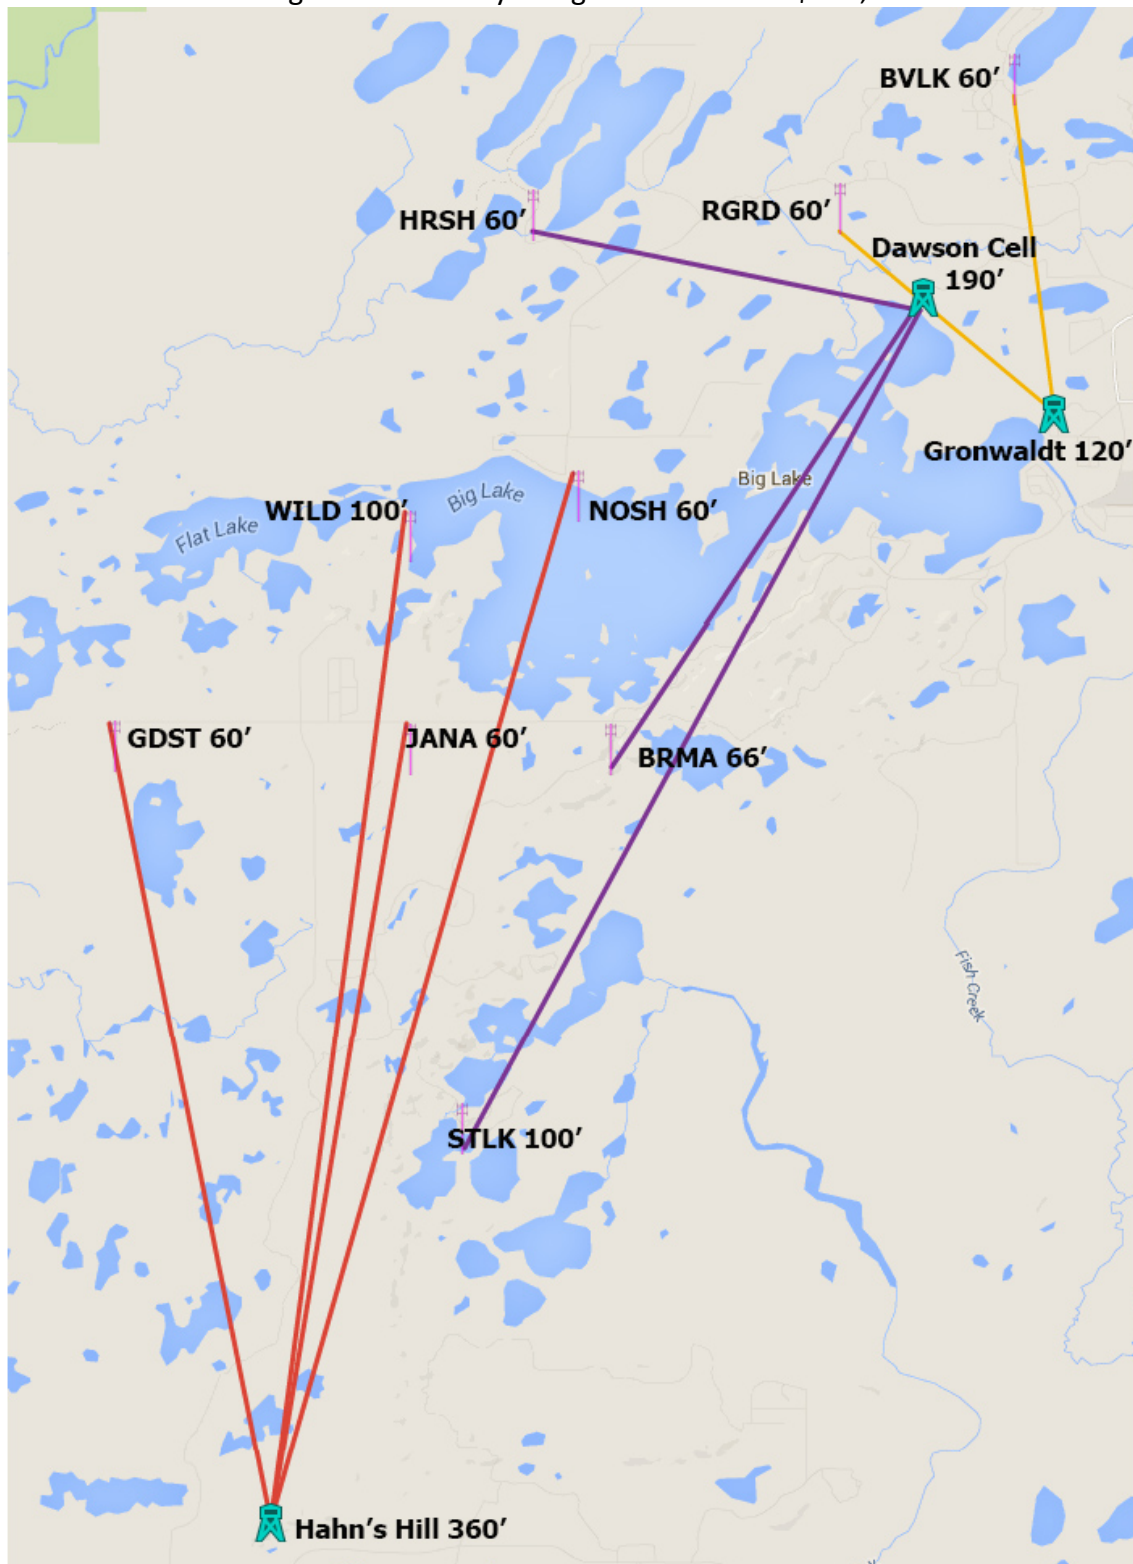 BVLK 60′
HRSH 60′
RGRD 60′
Dawson Cell
190′
Gronwaldt 120′
Big Lake
Big Lake
WILD 100′
NOSH 60′
Flat Lake
GDST 60′
JANA 60′
BRMA 66′
Fish Creek
STLK 100′
Hahn's Hill 360′